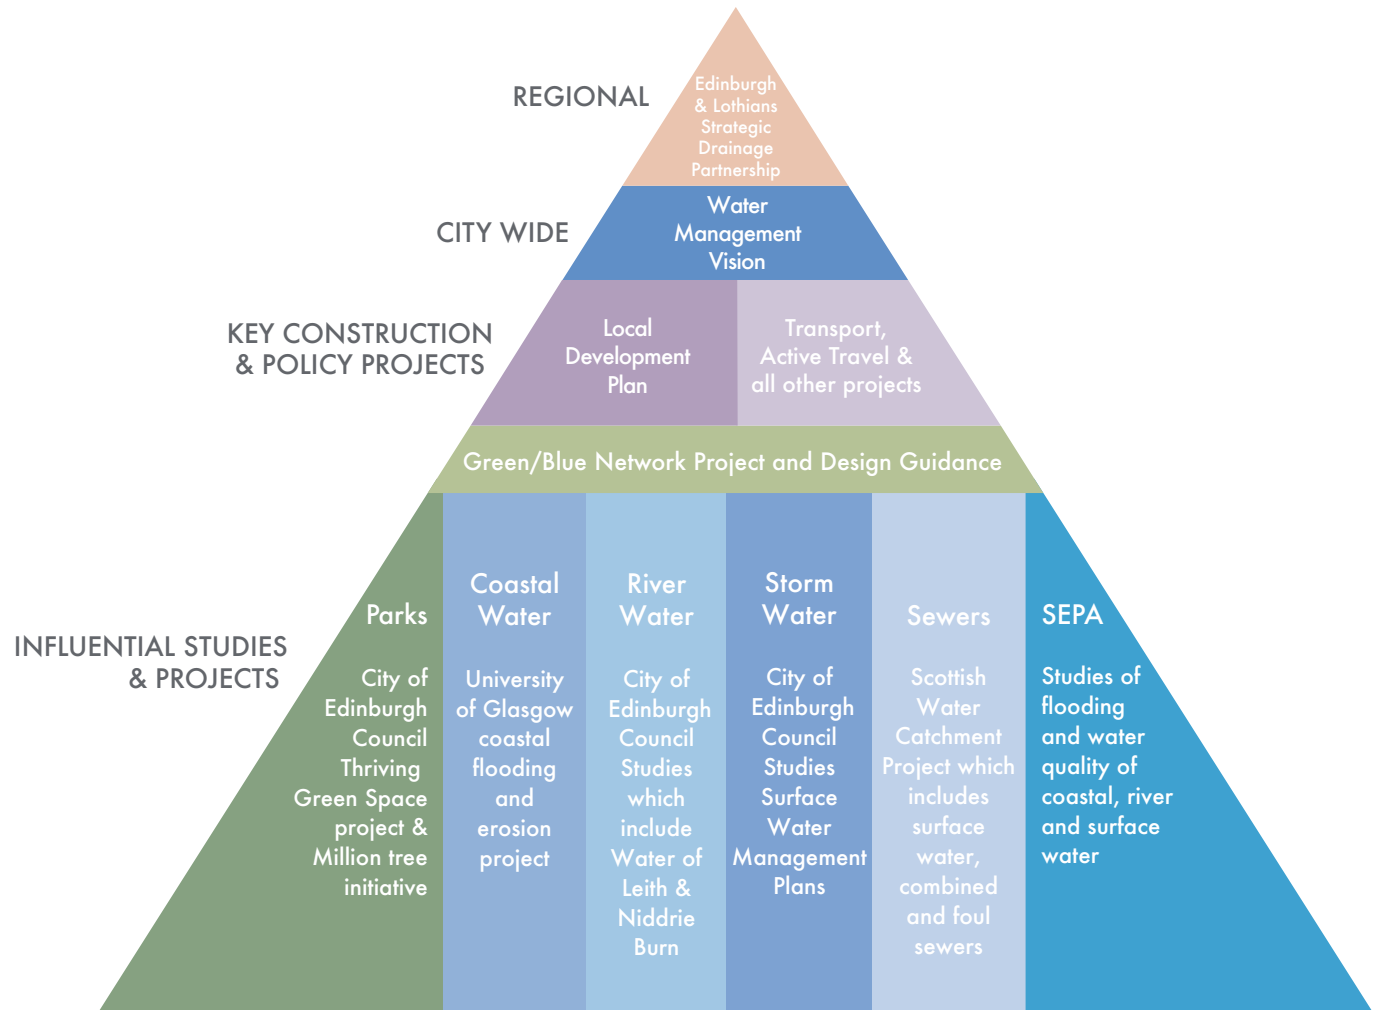 REGIONAL
Edinburgh
& Lothians
Strategic
Drainage
Partnership
CITY WIDE
Water
Management
Vision
KEY CONSTRUCTION
& POLICY PROJECTS
Local
Development
Plan
Transport,
Active Travel &
all other projects
Green/Blue Network Project and Design Guidance
INFLUENTIAL STUDIES
& PROJECTS
Parks
City of
Edinburgh
Council
Thriving
Green Space
project &
Million tree
initiative
Coastal
Water
University
of Glasgow
coastal
flooding
and
erosion
project
River
Water
City of
Edinburgh
Council
Studies
which
include
Water of
Leith &
Niddrie
Burn
Storm
Water
City of
Edinburgh
Council
Studies
Surface
Water
Management
Plans
Sewers
Scottish
Water
Catchment
Project which
includes
surface
water,
combined
and foul
sewers
SEPA
Studies of
flooding
and water
quality of
coastal, river
and surface
water